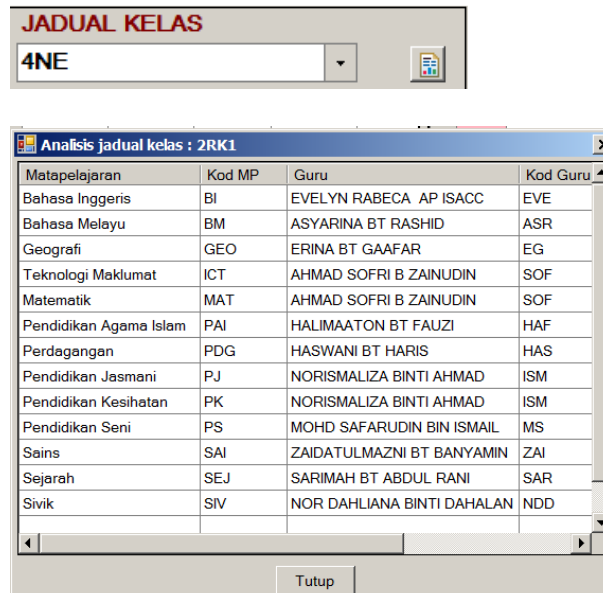 JADUAL KELAS
4NE
Analisis jadual kelas : 2RK1
Matapelajaran Kod MP Guru Kod Guru
Bahasa Inggeris BI EVELYN RABECA AP ISACC EVE
Bahasa Melayu BM ASYARINA BT RASHID ASR
Geografi GEO ERINA BT GAAFAR EG
Teknologi Maklumat ICT AHMAD SOFRI B ZAINUDIN SOF
Matematik MAT AHMAD SOFRI B ZAINUDIN SOF
Pendidikan Agama Islam PAI HALIMAATON BT FAUZI HAF
Perdagangan PDG HASWANI BT HARIS HAS
Pendidikan Jasmani PJ NORISMALIZA BINTI AHMAD ISM
Pendidikan Kesihatan PK NORISMALIZA BINTI AHMAD ISM
Pendidikan Seni PS MOHD SAFARUDIN BIN ISMAIL MS
Sains SAI ZAIDATULMAZNI BT BANYAMIN ZAI
Sejarah SEJ SARIMAH BT ABDUL RANI SAR
Sivik SIV NOR DAHLIANA BINTI DAHALAN NDD
Tutup